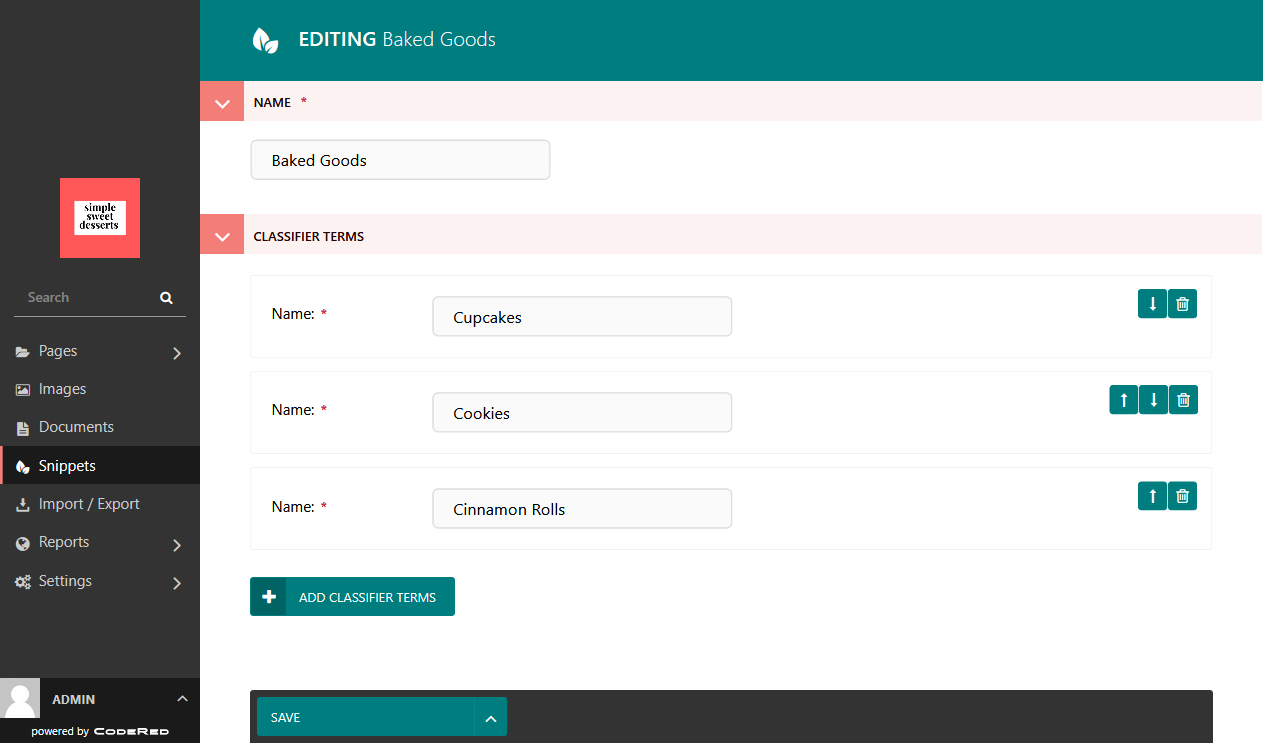 simple
sweet
desserts
Search
Pages
Images
Documents
Snippets
Import / Export
Reports
Settings
ADMIN
powered by CODERED
EDITING Baked Goods
NAME *
Baked Goods
CLASSIFIER TERMS
Name: * Cupcakes
Name: * Cookies
Name: * Cinnamon Rolls
ADD CLASSIFIER TERMS
SAVE